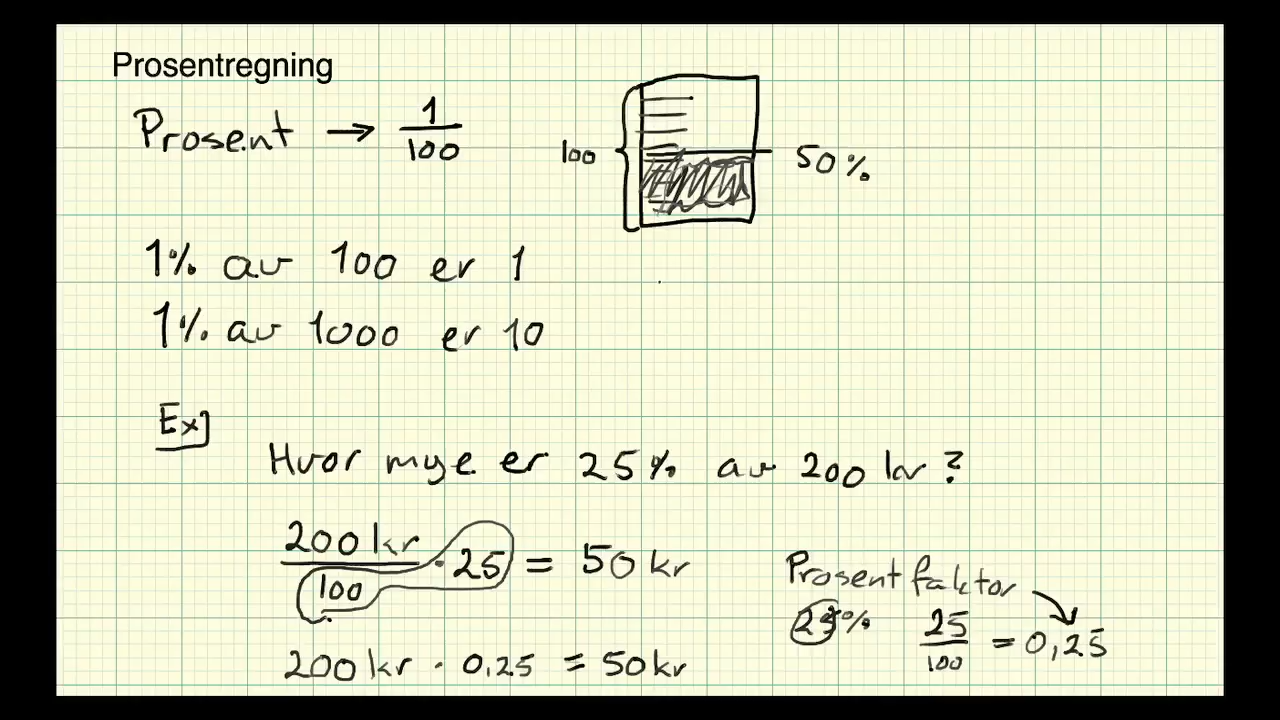 Prosentregning
Prosent → 1/100
100
50%
1% av 100 er 1
1% av 1000 er 10
Ex]
Hvor mye er 25% av 200 kr?
200 kr/100 · 25 = 50 kr
200 kr · 0,25 = 50 kr
Prosentfaktor
25% 25/100 = 0,25